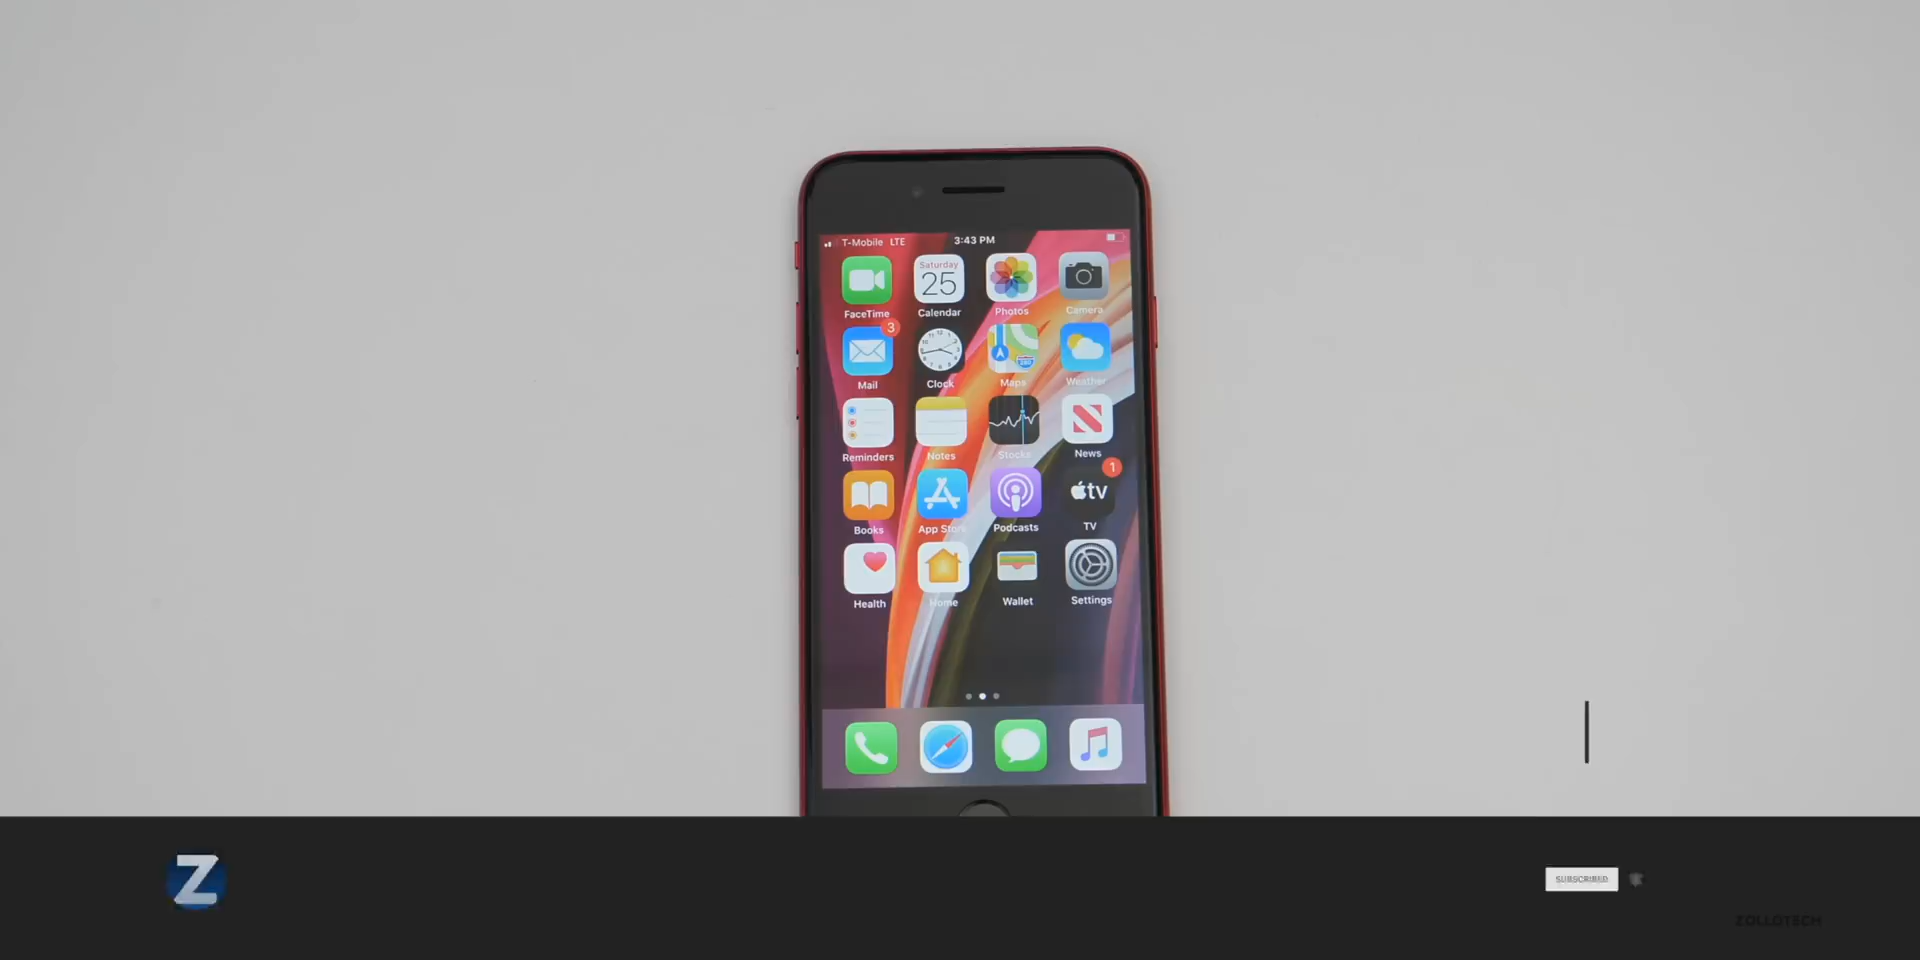 T-Mobile LTE 3:43 PM
Saturday
25
FaceTime Calendar Photos Camera
3
Mail Clock Maps Weather
Reminders Notes Stocks News
1
tv
Books App Store Podcasts TV
Health Home Wallet Settings
Z
SUBSCRIBED
ZOLLOTECH